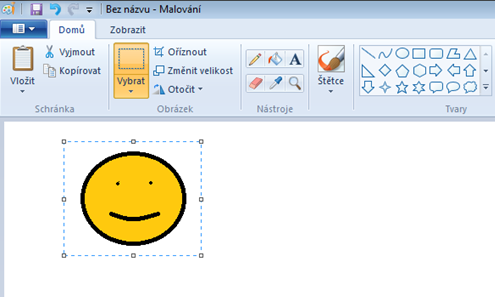 Bez názvu - Malování
Domů Zobrazit
Vložit
Vyjmout
Kopírovat
Schránka
Vybrat
Oříznout
Změnit velikost
Otočit
Obrázek
A
Nástroje
Štětce
Tvary